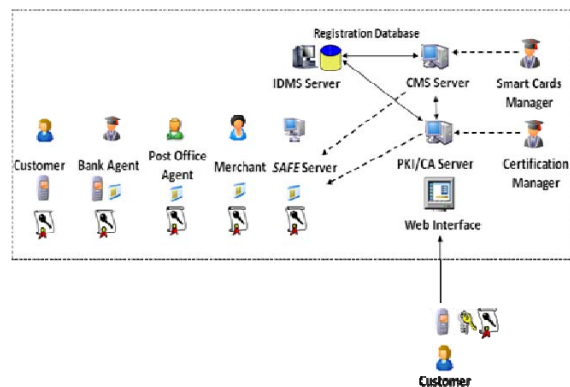 Registration Database
IDMS Server
CMS Server
Smart Cards
Manager
Customer
Bank Agent
Post Office
Agent
Merchant
SAFE Server
PKI/CA Server
Certification
Manager
Web Interface
Customer